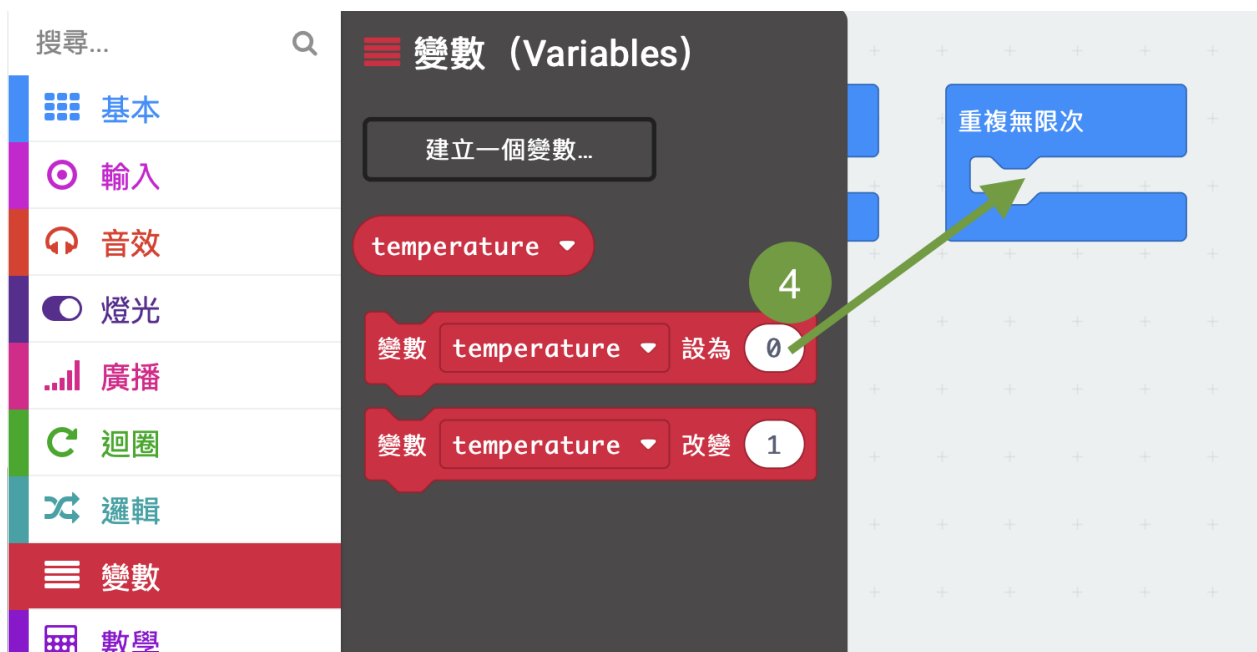 搜尋...
基本
輸入
音效
燈光
廣播
迴圈
邏輯
變數
數學
變數（Variables）
建立一個變數...
temperature
變數 temperature 設為 0
變數 temperature 改變 1
4
重複無限次